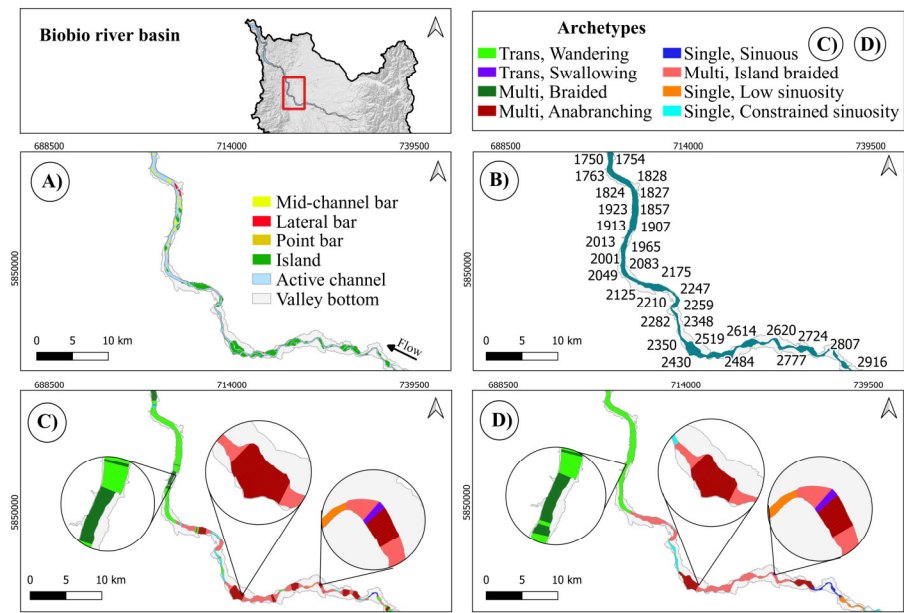 Biobio river basin
Archetypes
C) D)
Trans, Wandering
Trans, Swallowing
Multi, Braided
Multi, Anabranching
Single, Sinuous
Multi, Island braided
Single, Low sinuosity
Single, Constrained sinuosity
688500 714000 739500
688500 714000 739500
5850000
A)
Mid-channel bar
Lateral bar
Point bar
Island
Active channel
Valley bottom
0 5 10 km
Flow
5850000
B)
1750 1754
1763 1828
1824 1827
1923 1857
1913 1907
2013 1965
2001 2083
2049 2175
2125 2247
2210 2259
2282 2348
2350 2519 2614 2620 2724
2807
2430 2484 2777 2916
0 5 10 km
688500 714000 739500
688500 714000 739500
5850000
C)
0 5 10 km
5850000
D)
0 5 10 km